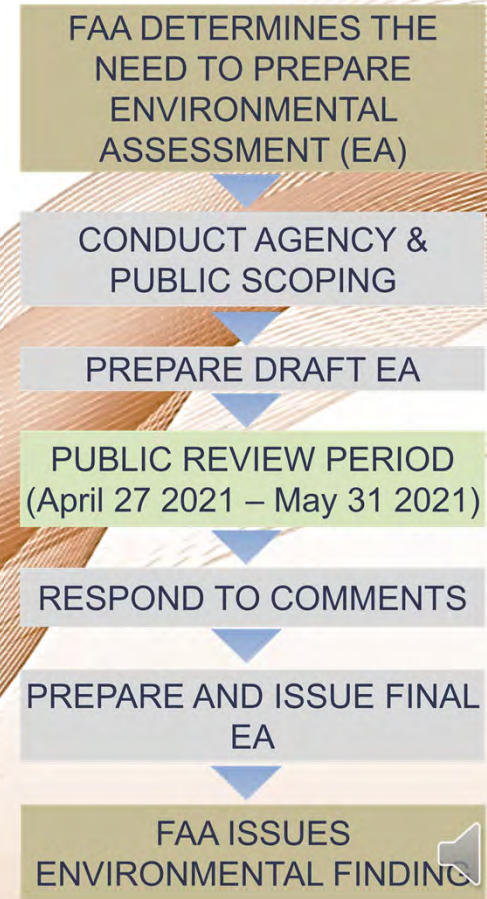 FAA DETERMINES THE
NEED TO PREPARE
ENVIRONMENTAL
ASSESSMENT (EA)
CONDUCT AGENCY &
PUBLIC SCOPING
PREPARE DRAFT EA
PUBLIC REVIEW PERIOD
(April 27 2021 – May 31 2021)
RESPOND TO COMMENTS
PREPARE AND ISSUE FINAL
EA
FAA ISSUES
ENVIRONMENTAL FINDING